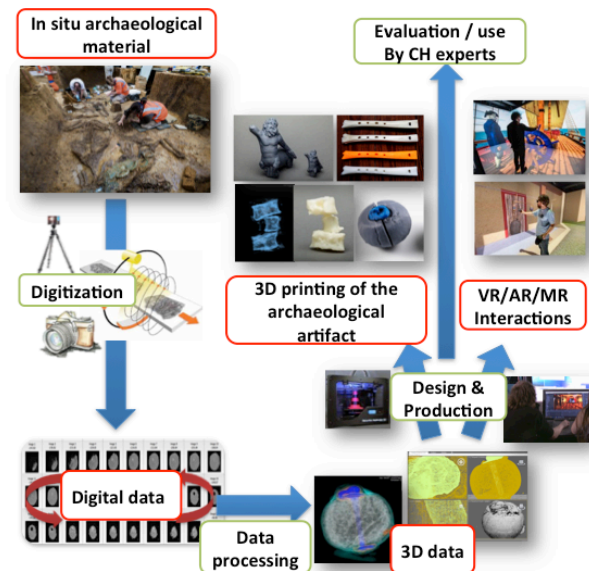 In situ archaeological
material
Evaluation / use
By CH experts
Digitization
3D printing of the
archaeological
artifact
VR/AR/MR
Interactions
Design &
Production
Digital data
Data
processing
3D data